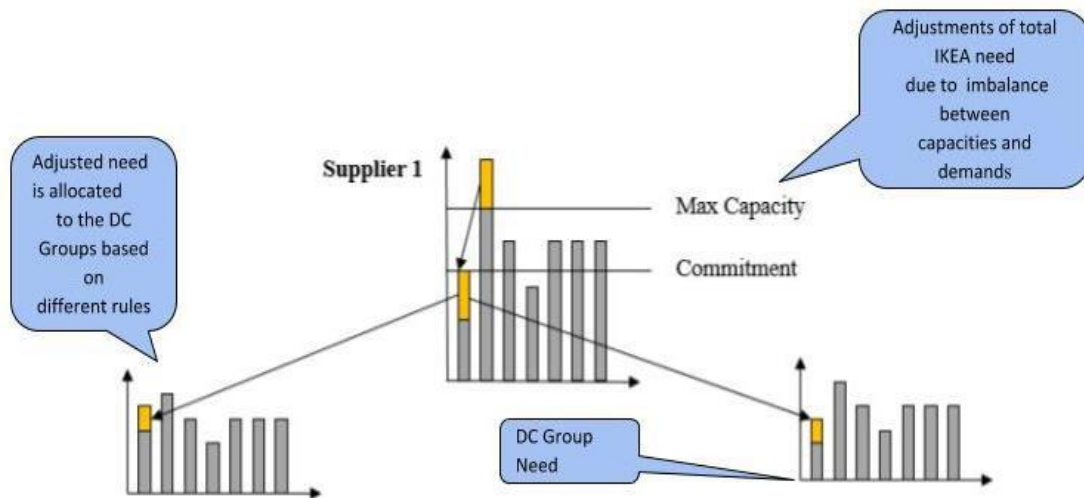 Adjustments of total
IKEA need
due to imbalance
between
capacities and
demands
Adjusted need
is allocated
to the DC
Groups based
on
different rules
Supplier 1
Max Capacity
Commitment
DC Group
Need